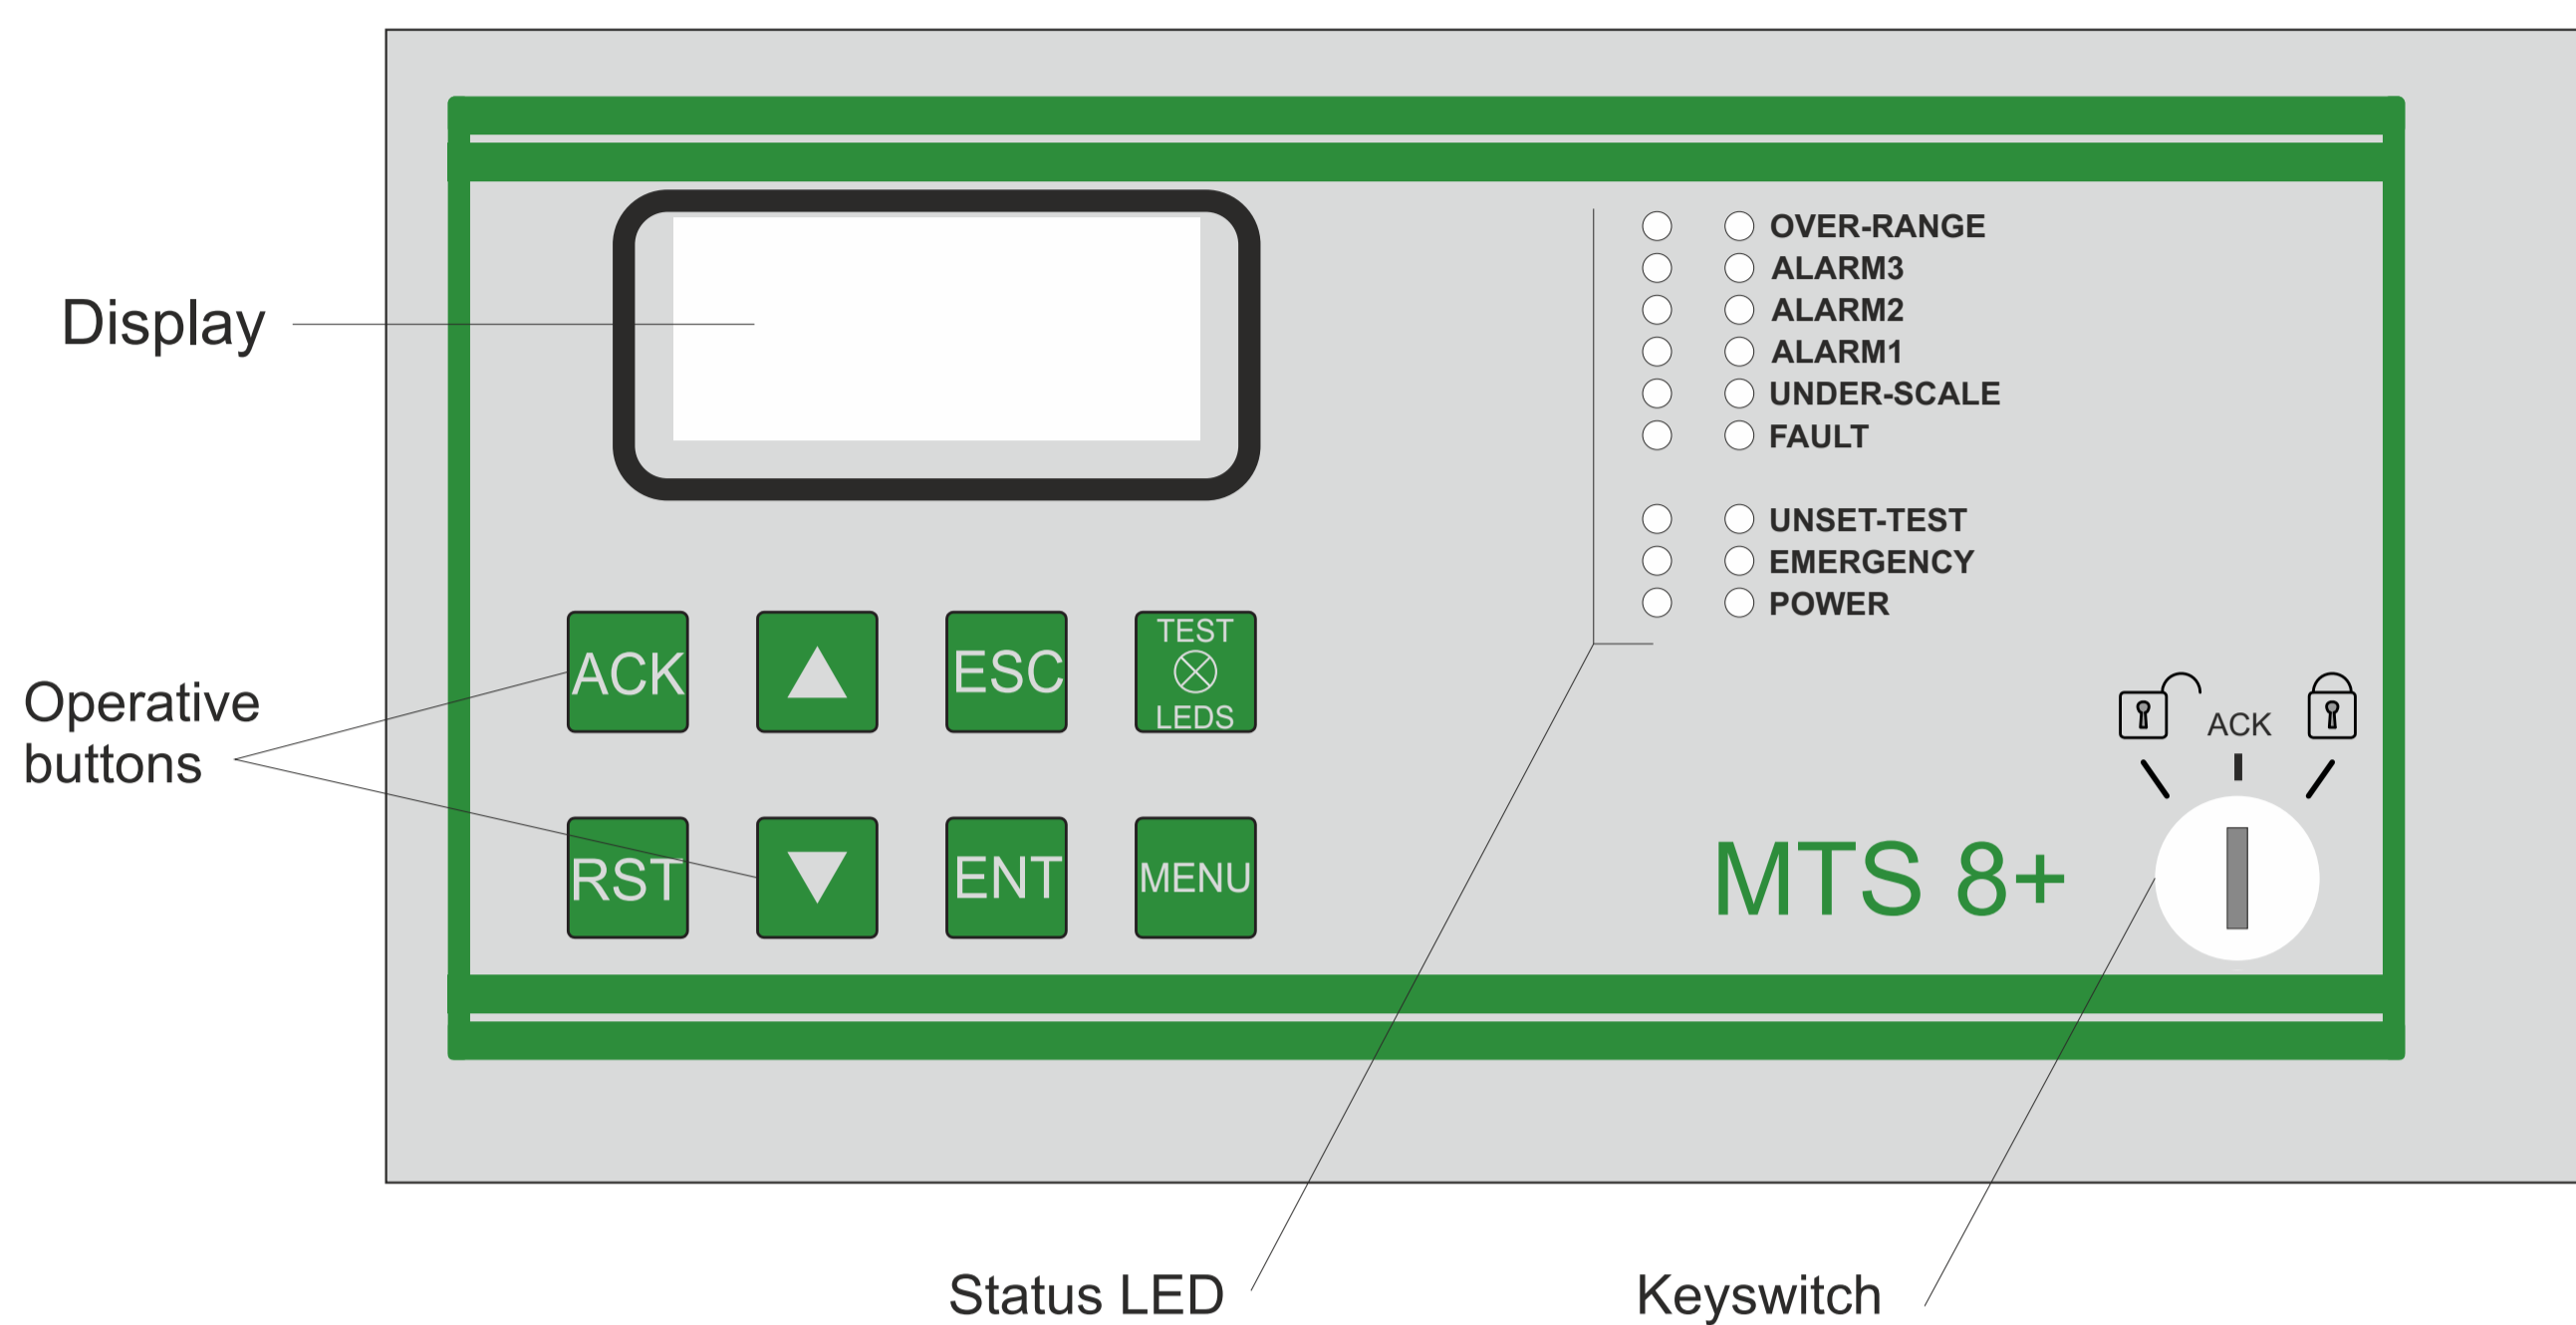 OVER-RANGE
ALARM3
ALARM2
ALARM1
UNDER-SCALE
FAULT
UNSET-TEST
EMERGENCY
POWER
Display
ACK
ESC
TEST
LEDS
Operative
buttons
RST
ENT
MENU
ACK
MTS 8+
Status LED
Keyswitch